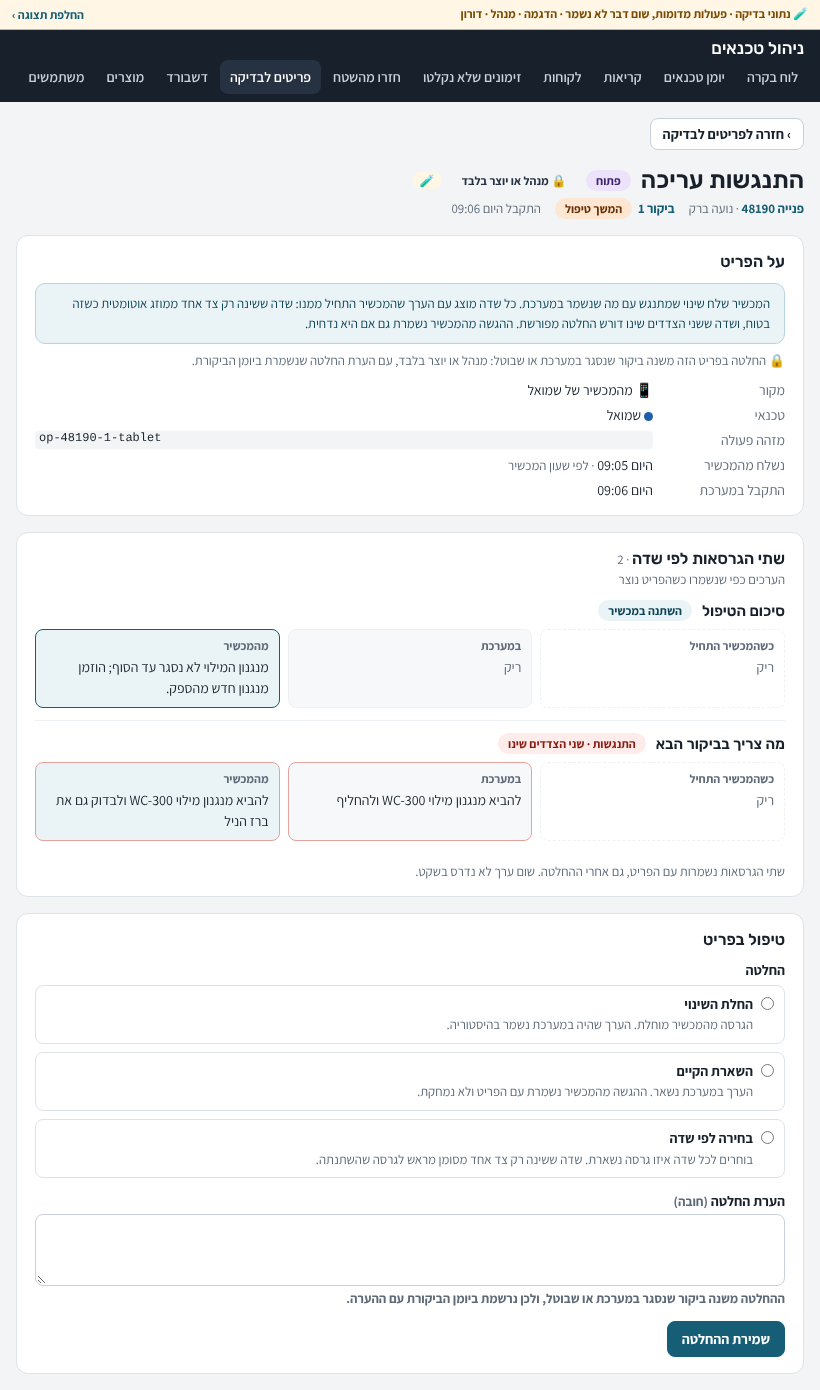 🧪 נתוני בדיקה · פעולות מדומות, שום דבר לא נשמר · הדגמה · מנהל · דורון
החלפת תצוגה ‹
ניהול טכנאים
לוח בקרה
יומן טכנאים
קריאות
לקוחות
זימונים שלא נקלטו
חזרו מהשטח
פריטים לבדיקה
דשבורד
מוצרים
משתמשים
› חזרה לפריטים לבדיקה
התנגשות עריכה פתוח 🔒 מנהל או יוצר בלבד 🧪
פנייה 48190 · נועה ברק ביקור 1 המשך טיפול התקבל היום 09:06
על הפריט
המכשיר שלח שינוי שמתנגש עם מה שנשמר במערכת. כל שדה מוצג עם הערך שהמכשיר התחיל ממנו: שדה ששינה רק צד אחד ממוזג אוטומטית כשזה
בטוח, ושדה ששני הצדדים שינו דורש החלטה מפורשת. ההגשה מהמכשיר נשמרת גם אם היא נדחית.
🔒 החלטה בפריט הזה משנה ביקור שנסגר במערכת או שבוטל: מנהל או יוצר בלבד, עם הערת החלטה שנשמרת ביומן הביקורת.
מקור 📱 מהמכשיר של שמואל
טכנאי שמואל
מזהה פעולה op-48190-1-tablet
נשלח מהמכשיר היום 09:05 · לפי שעון המכשיר
התקבל במערכת היום 09:06
שתי הגרסאות לפי שדה · 2
הערכים כפי שנשמרו כשהפריט נוצר
סיכום הטיפול השתנה במכשיר
כשהמכשיר התחיל
ריק
במערכת
ריק
מהמכשיר
מנגנון המילוי לא נסגר עד הסוף; הוזמן
מנגנון חדש מהספק.
מה צריך בביקור הבא התנגשות · שני הצדדים שינו
כשהמכשיר התחיל
ריק
במערכת
להביא מנגנון מילוי WC-300 ולהחליף
מהמכשיר
להביא מנגנון מילוי WC-300 ולבדוק גם את
ברז הניל
שתי הגרסאות נשמרות עם הפריט, גם אחרי ההחלטה. שום ערך לא נדרס בשקט.
טיפול בפריט
החלטה
החלת השינוי
הגרסה מהמכשיר מוחלת. הערך שהיה במערכת נשמר בהיסטוריה.
השארת הקיים
הערך במערכת נשאר. ההגשה מהמכשיר נשמרת עם הפריט ולא נמחקת.
בחירה לפי שדה
בוחרים לכל שדה איזו גרסה נשארת. שדה ששינה רק צד אחד מסומן מראש לגרסה שהשתנתה.
הערת החלטה (חובה)
ההחלטה משנה ביקור שנסגר במערכת או שבוטל, ולכן נרשמת ביומן הביקורת עם ההערה.
שמירת ההחלטה